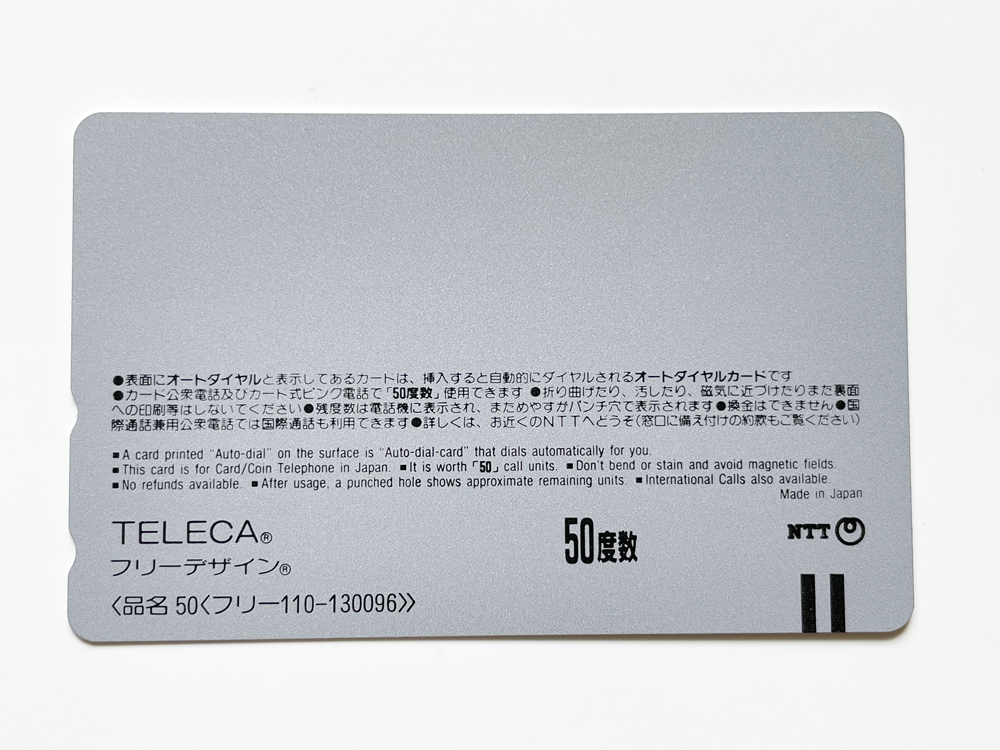 ●表面にオートダイヤルと表示してあるカードは、挿入すると自動的にダイヤルされるオートダイヤルカードです
●カード公衆電話及びカード式ピンク電話で「50度数」使用できます ●折り曲げたり、汚したり、磁気に近づけたりまた裏面
への印刷等はしないでください●残度数は電話機に表示され、まためやすがパンチ穴で表示されます●換金はできません●国
際通話兼用公衆電話では国際通話も利用できます●詳しくは、お近くのNTTへどうぞ(窓口に備え付けの約款もご覧ください)
■A card printed "Auto-dial" on the surface is "Auto-dial-card" that dials automatically for you.
■This card is for Card/Coin Telephone in Japan. ■It is worth「50」call units. ■Don't bend or stain and avoid magnetic fields.
■No refunds available. ■After usage, a punched hole shows approximate remaining units. ■International Calls also available.
Made in Japan
TELECA®
フリーデザイン®
〈品名 50〈フリー110-130096〉〉
50度数
NTT